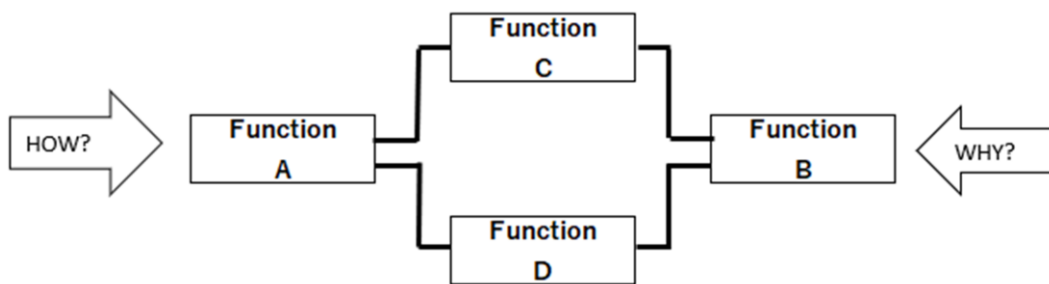 Function
C
HOW?
Function
A
Function
B
WHY?
Function
D